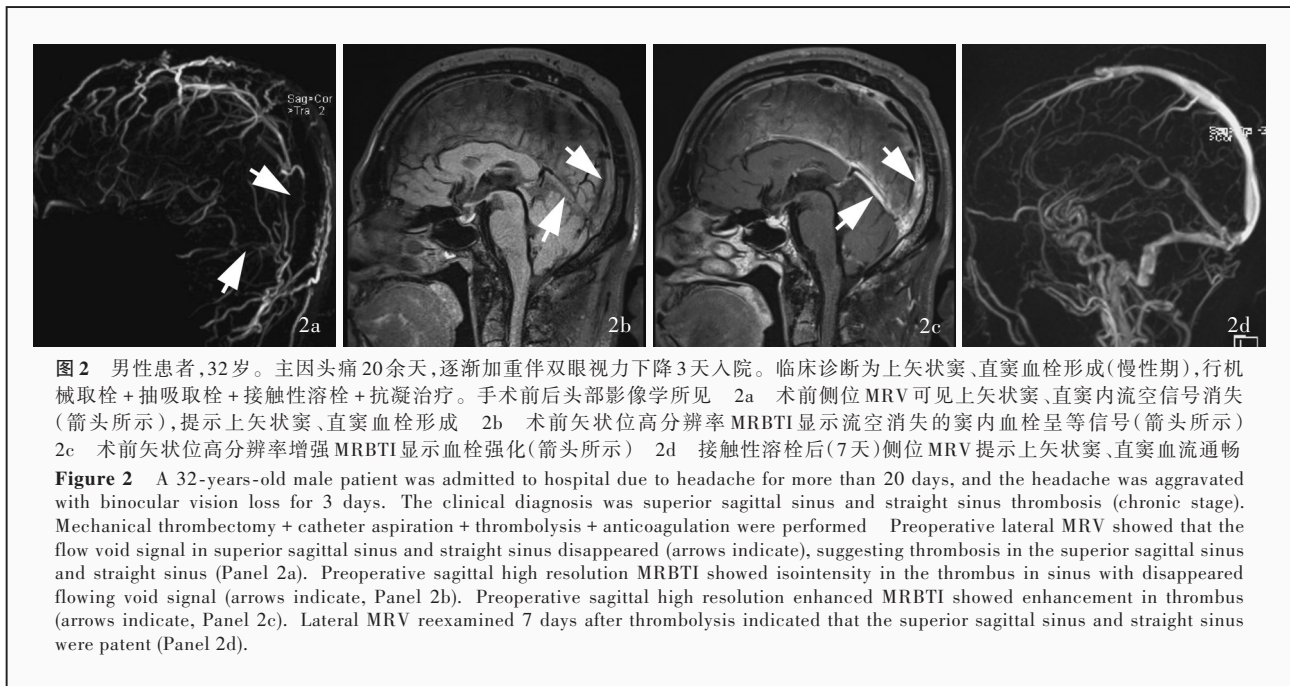 Sag>Cor
>Tra 2
2a
2b
2c
2d
图2 男性患者,32岁。主因头痛20余天,逐渐加重伴双眼视力下降3天入院。临床诊断为上矢状窦、直窦血栓形成(慢性期),行机
械取栓+抽吸取栓+接触性溶栓+抗凝治疗。手术前后头部影像学所见 2a 术前侧位MRV可见上矢状窦、直窦内流空信号消失
(箭头所示),提示上矢状窦、直窦血栓形成 2b 术前矢状位高分辨率MRBTI显示流空消失的窦内血栓呈等信号(箭头所示)
2c 术前矢状位高分辨率增强MRBTI显示血栓强化(箭头所示) 2d 接触性溶栓后(7天)侧位MRV提示上矢状窦、直窦血流通畅
Figure 2 A 32-years-old male patient was admitted to hospital due to headache for more than 20 days, and the headache was aggravated
with binocular vision loss for 3 days. The clinical diagnosis was superior sagittal sinus and straight sinus thrombosis (chronic stage).
Mechanical thrombectomy + catheter aspiration + thrombolysis + anticoagulation were performed Preoperative lateral MRV showed that the
flow void signal in superior sagittal sinus and straight sinus disappeared (arrows indicate), suggesting thrombosis in the superior sagittal sinus
and straight sinus (Panel 2a). Preoperative sagittal high resolution MRBTI showed isointensity in the thrombus in sinus with disappeared
flowing void signal (arrows indicate, Panel 2b). Preoperative sagittal high resolution enhanced MRBTI showed enhancement in thrombus
(arrows indicate, Panel 2c). Lateral MRV reexamined 7 days after thrombolysis indicated that the superior sagittal sinus and straight sinus
were patent (Panel 2d).